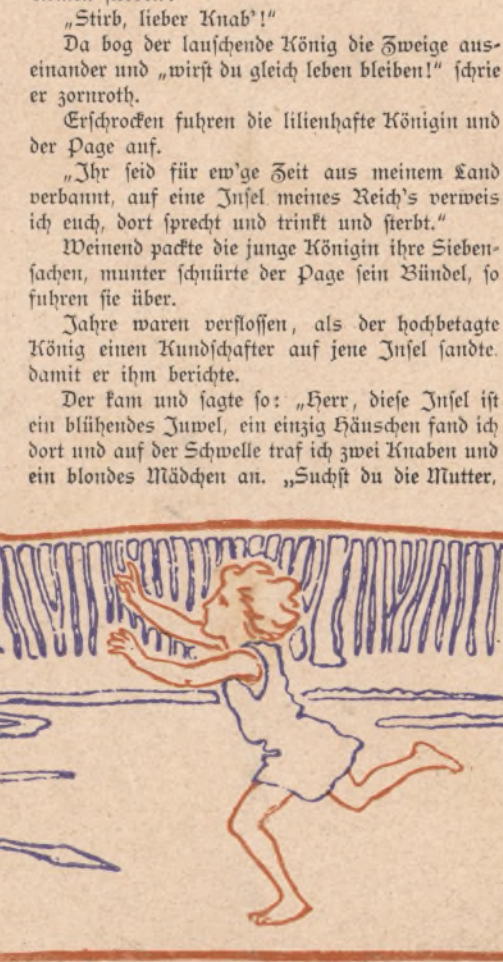 „Stirb, lieber Knab'!"
Da bog der lauschende König die Zweige aus-
einander und „wirst du gleich leben bleiben!" schrie
er zornroth.
Erschrocken fuhren die lilienhafte Königin und
der Page auf.
„Ihr seid für ew'ge Zeit aus meinem Land
verbannt, auf eine Insel meines Reich's verweis
ich euch, dort sprecht und trinkt und sterbt."
Weinend packte die junge Königin ihre Sieben-
sachen, munter schnürte der Page sein Bündel, so
fuhren sie über.
Jahre waren verflossen, als der hochbetagte
König einen Kundschafter auf jene Insel sandte.
damit er ihm berichte.
Der kam und sagte so: „Herr, diese Insel ist
ein blühendes Juwel, ein einzig Häuschen fand ich
dort und auf der Schwelle traf ich zwei Knaben und
ein blondes Mädchen an. „Suchst du die Mutter,